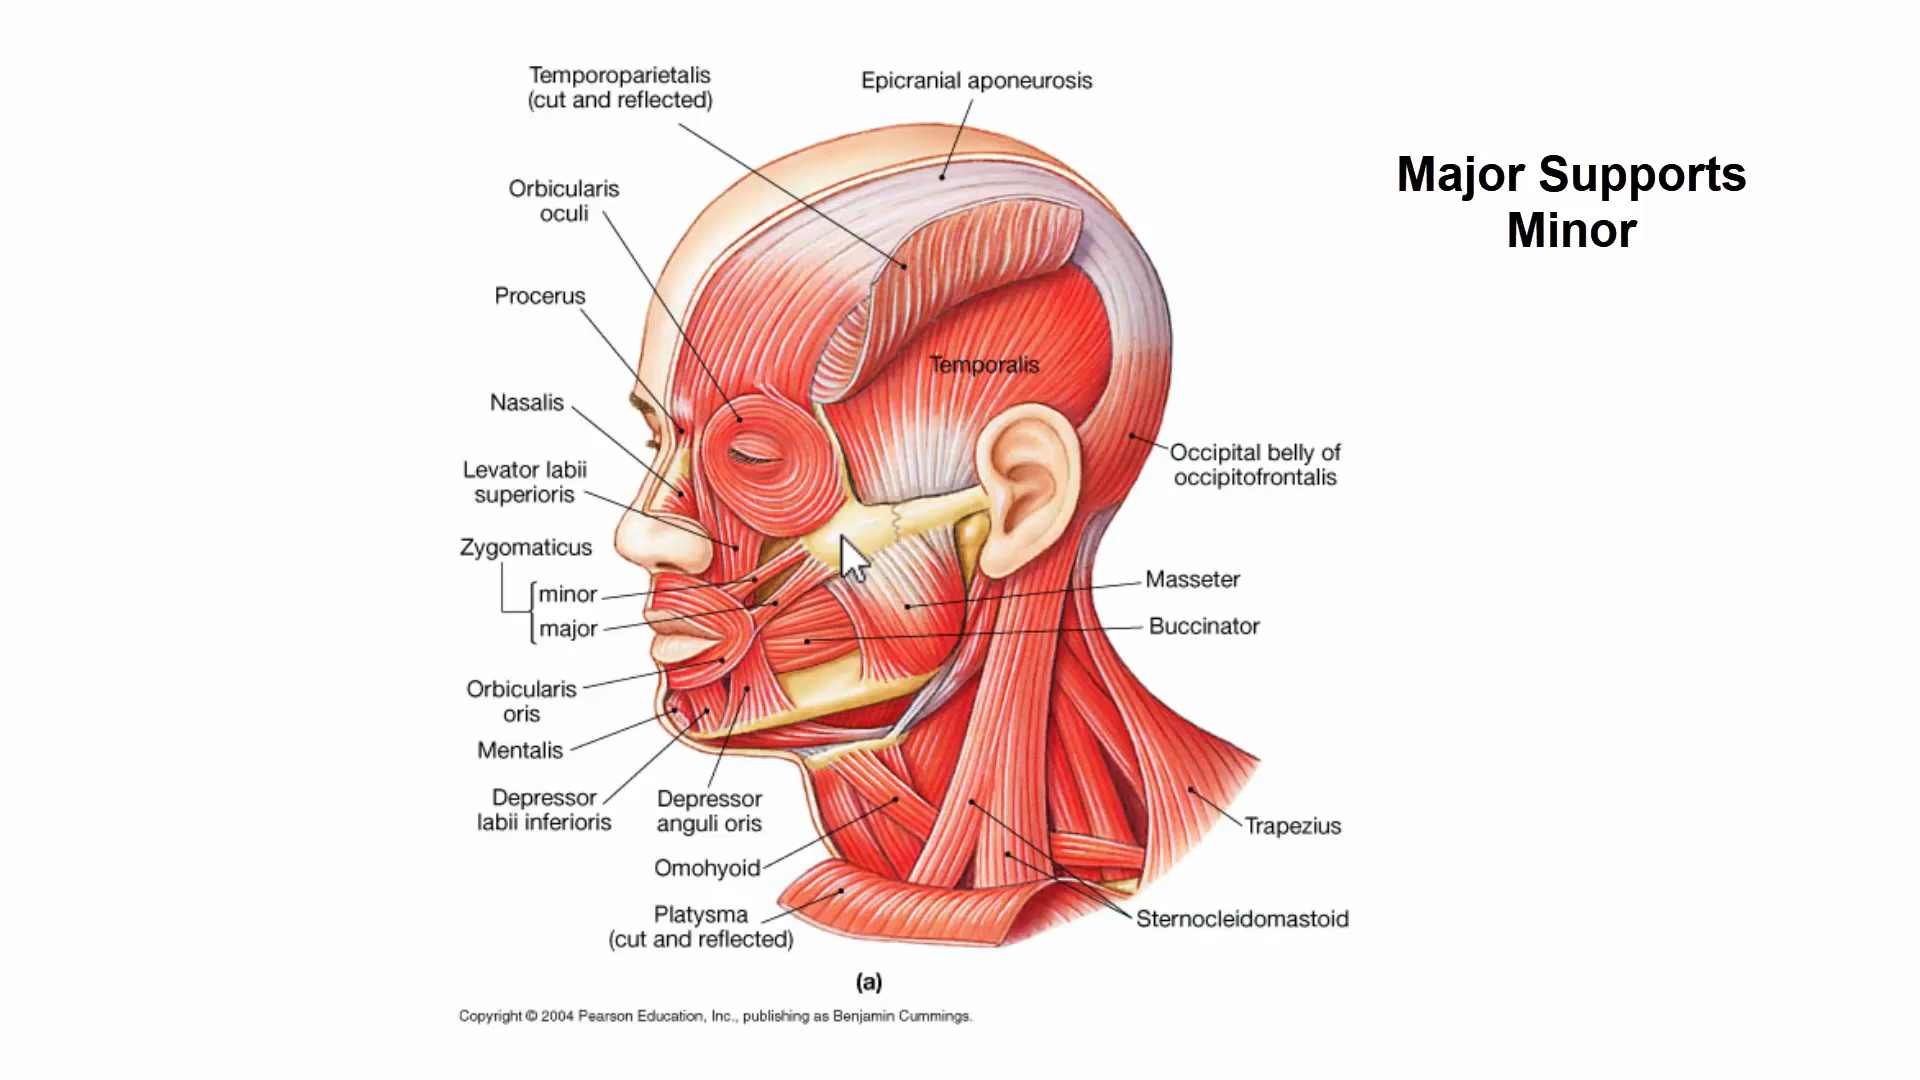 Temporoparietalis
(cut and reflected)
Epicranial aponeurosis
Major Supports
Minor
Orbicularis
oculi
Procerus
Temporalis
Nasalis
Occipital belly of
occipitofrontalis
Levator labii
superioris
Zygomaticus
minor
major
Masseter
Buccinator
Orbicularis
oris
Mentalis
Depressor
labii inferioris
Depressor
anguli oris
Trapezius
Omohyoid
Platysma
(cut and reflected)
Sternocleidomastoid
(a)
Copyright © 2004 Pearson Education, Inc., publishing as Benjamin Cummings.